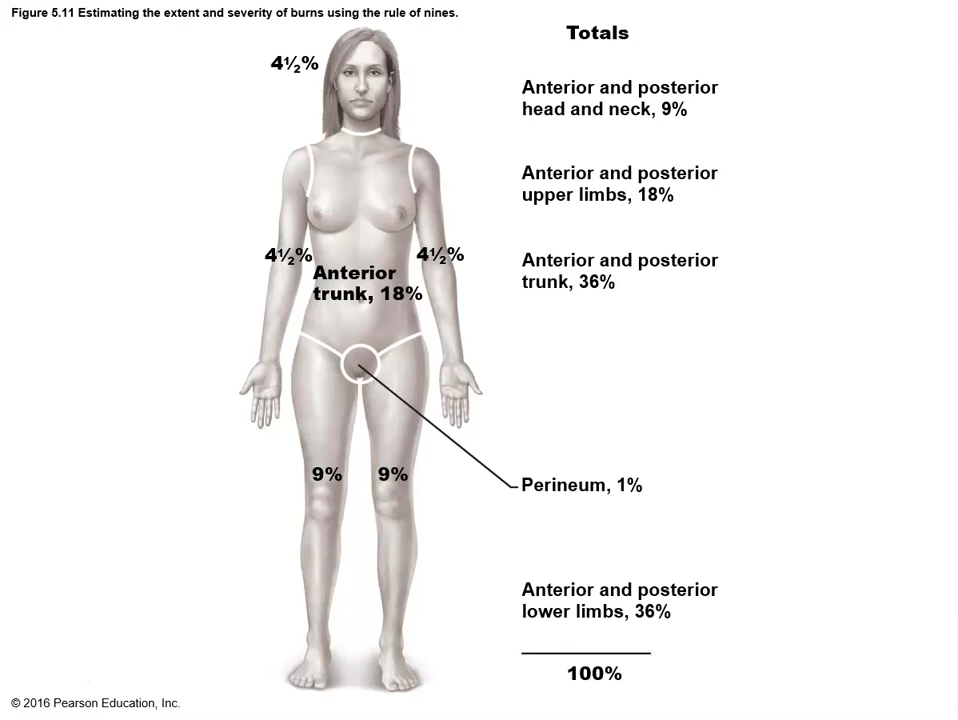 Figure 5.11 Estimating the extent and severity of burns using the rule of nines.
Totals
4½%
Anterior and posterior
head and neck, 9%
Anterior and posterior
upper limbs, 18%
4½%
4½%
Anterior
trunk, 18%
Anterior and posterior
trunk, 36%
9%
9%
Perineum, 1%
Anterior and posterior
lower limbs, 36%
100%
© 2016 Pearson Education, Inc.